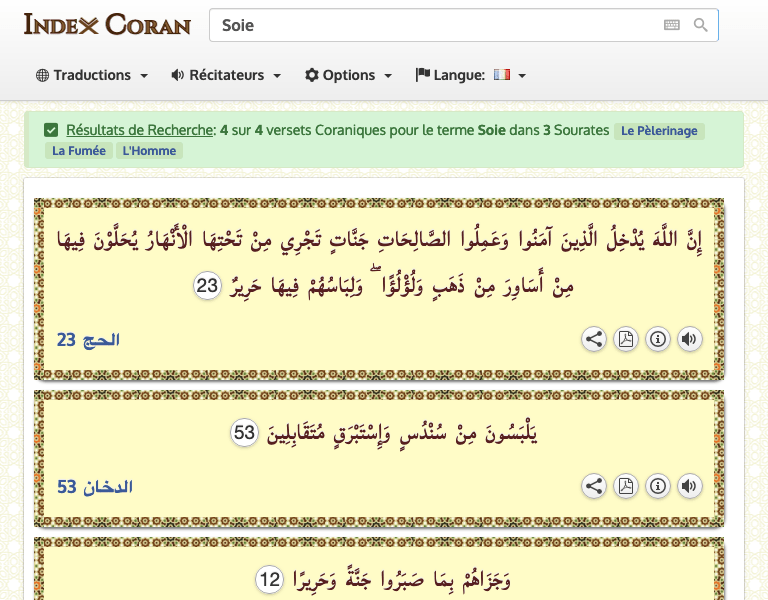 INDEX CORAN
Soie
Traductions Récitateurs Options Langue:
Résultats de Recherche: 4 sur 4 versets Coraniques pour le terme Soie dans 3 Sourates Le Pèlerinage
La Fumée L'Homme
إِنَّ اللَّهَ يُدْخِلُ الَّذِينَ آمَنُوا وَعَمِلُوا الصَّالِحَاتِ جَنَّاتٍ تَجْرِي مِنْ تَحْتِهَا الْأَنْهَارُ يُحَلَّوْنَ فِيهَا
مِنْ أَسَاوِرَ مِنْ ذَهَبٍ وَلُؤْلُؤًا ۖ وَلِبَاسُهُمْ فِيهَا حَرِيرٌ 23
الحج 23
يَلْبَسُونَ مِنْ سُنْدُسٍ وَإِسْتَبْرَقٍ مُتَقَابِلِينَ 53
الدخان 53
وَجَزَاهُمْ بِمَا صَبَرُوا جَنَّةً وَحَرِيرًا 12